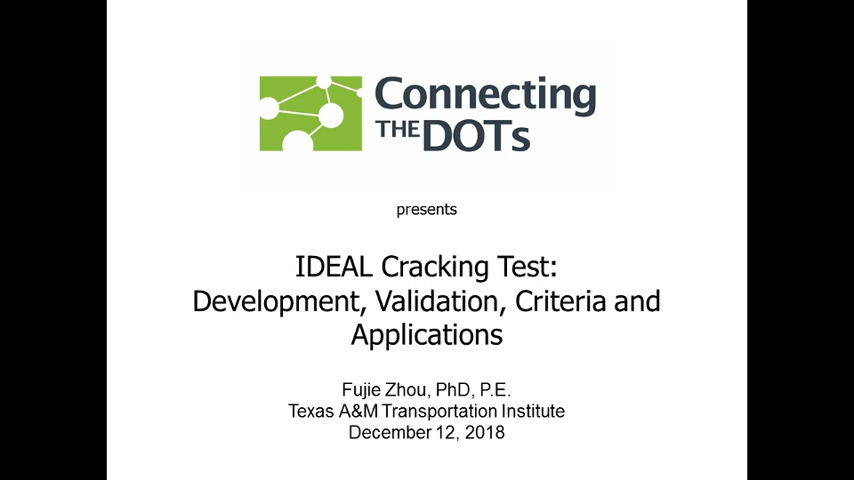 Connecting
THE DOTs
presents
IDEAL Cracking Test:
Development, Validation, Criteria and
Applications
Fujie Zhou, PhD, P.E.
Texas A&M Transportation Institute
December 12, 2018